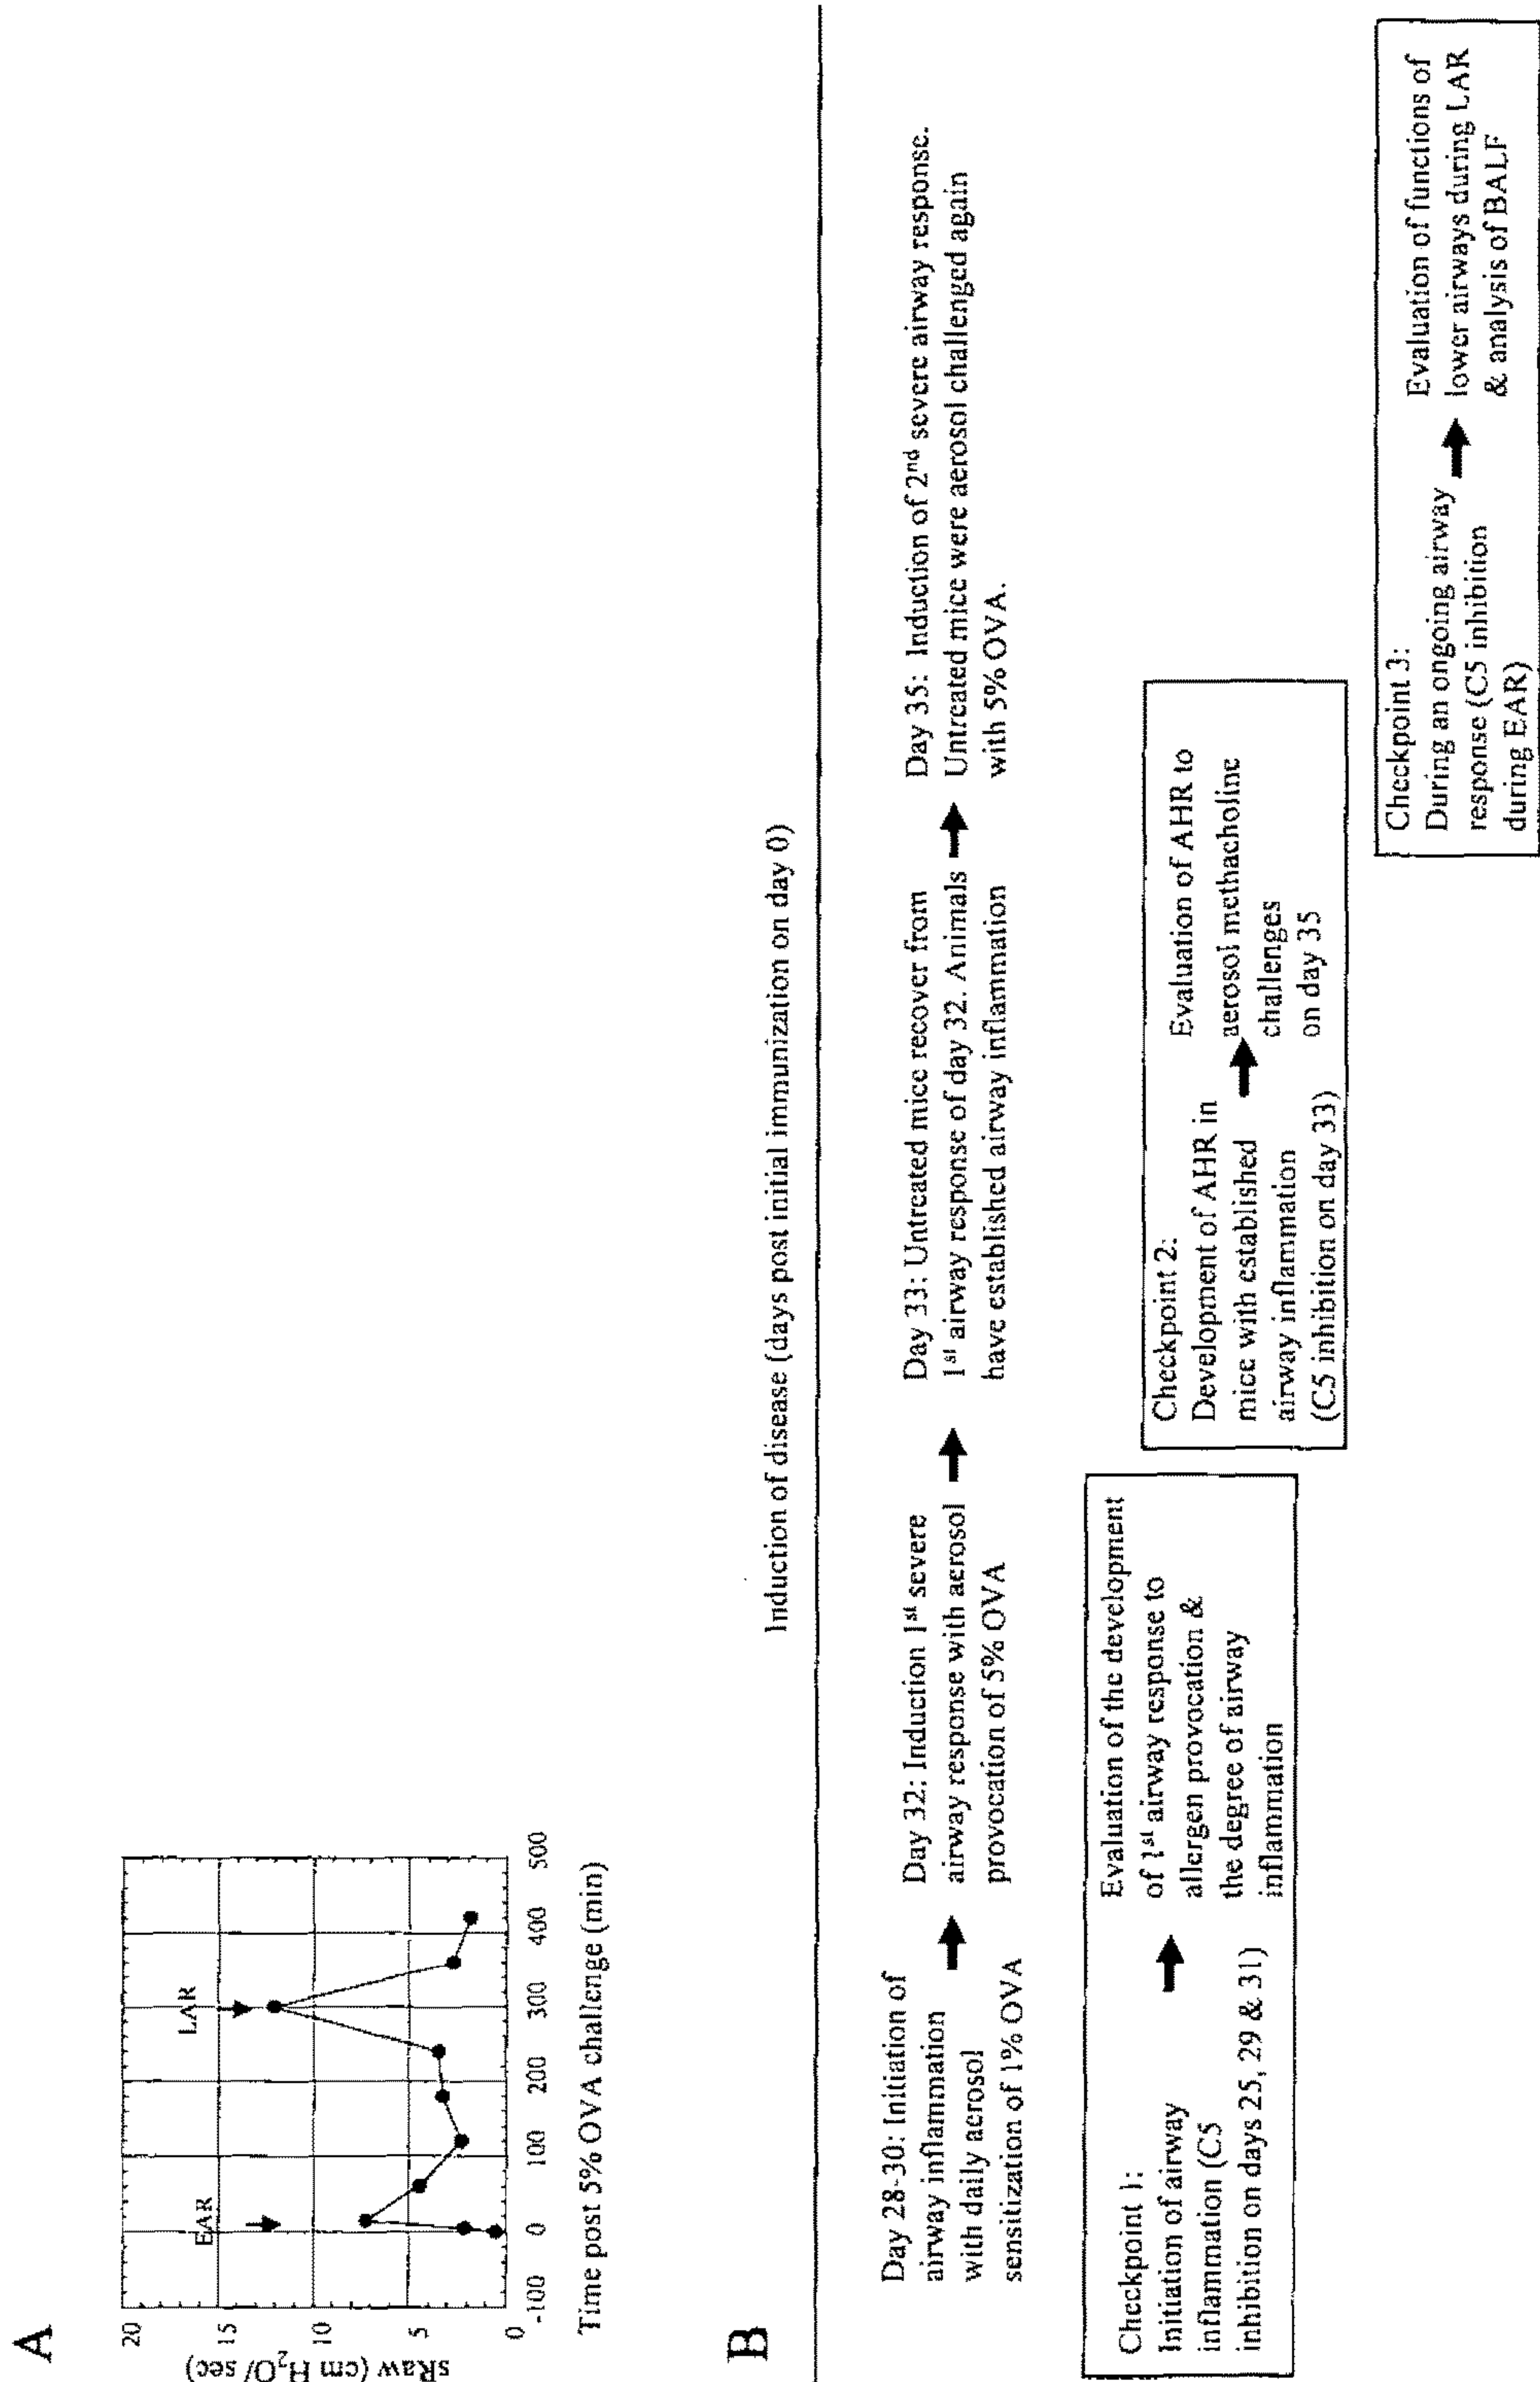 A
20
15
10
5
0
sRaw (cm H₂O/sec)
EAR
LAR
-100
0
100
200
300
400
500
Time post 5% OVA challenge (min)
B
Induction of disease (days post initial immunization on day 0)
Day 28-30: Initiation of
airway inflammation
with daily aerosol
sensitization of 1% OVA
Day 32: Induction 1st severe
airway response with aerosol
provocation of 5% OVA
Day 33: Untreated mice recover from
1st airway response of day 32. Animals
have established airway inflammation
Day 35: Induction of 2nd severe airway response.
Untreated mice were aerosol challenged again
with 5% OVA.
Checkpoint 1:
Initiation of airway
inflammation (C5
inhibition on days 25, 29 & 31)
Evaluation of the development
of 1st airway response to
allergen provocation &
the degree of airway
inflammation
Checkpoint 2:
Development of AHR in
mice with established
airway inflammation
(C5 inhibition on day 33)
Evaluation of AHR to
aerosol methacholine
challenges
on day 35
Checkpoint 3:
During an ongoing airway
response (C5 inhibition
during EAR)
Evaluation of functions of
lower airways during LAR
& analysis of BALF